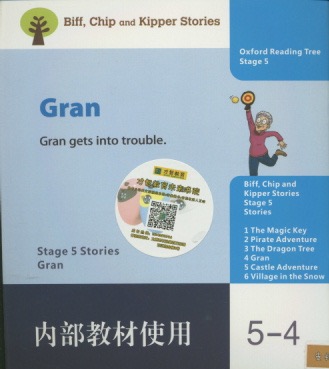 Biff, Chip and Kipper Stories
Oxford Reading Tree
Stage 5
Gran
Gran gets into trouble.
Biff, Chip and
Kipper Stories
Stage 5
Stories
1 The Magic Key
2 Pirate Adventure
3 The Dragon Tree
4 Gran
5 Castle Adventure
6 Village in the Snow
Stage 5 Stories
Gran
内部教材使用
5-4